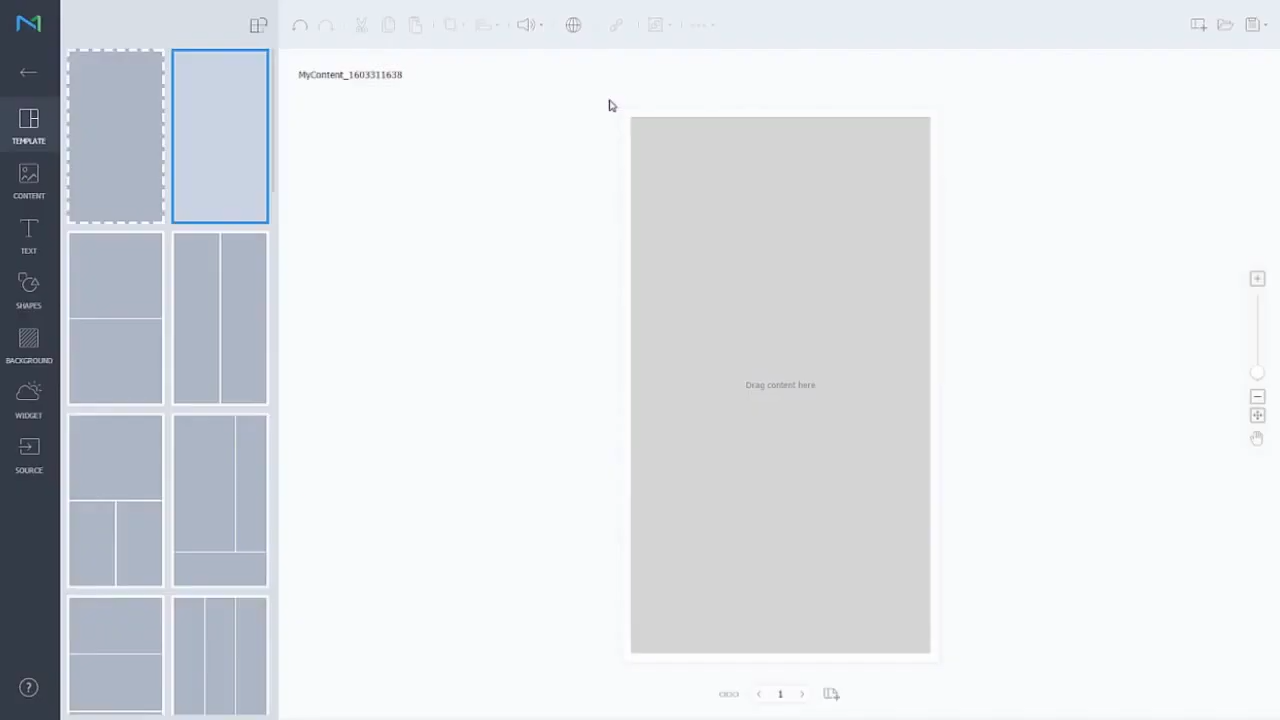 MyContent_1603311638
TEMPLATE
CONTENT
TEXT
SHAPES
BACKGROUND
WIDGET
SOURCE
Drag content here
1
?